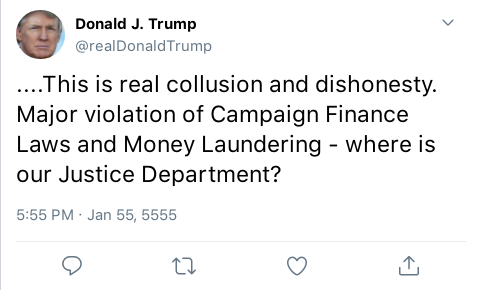 Donald J. Trump
@realDonaldTrump
....This is real collusion and dishonesty.
Major violation of Campaign Finance
Laws and Money Laundering - where is
our Justice Department?
5:55 PM · Jan 55, 5555